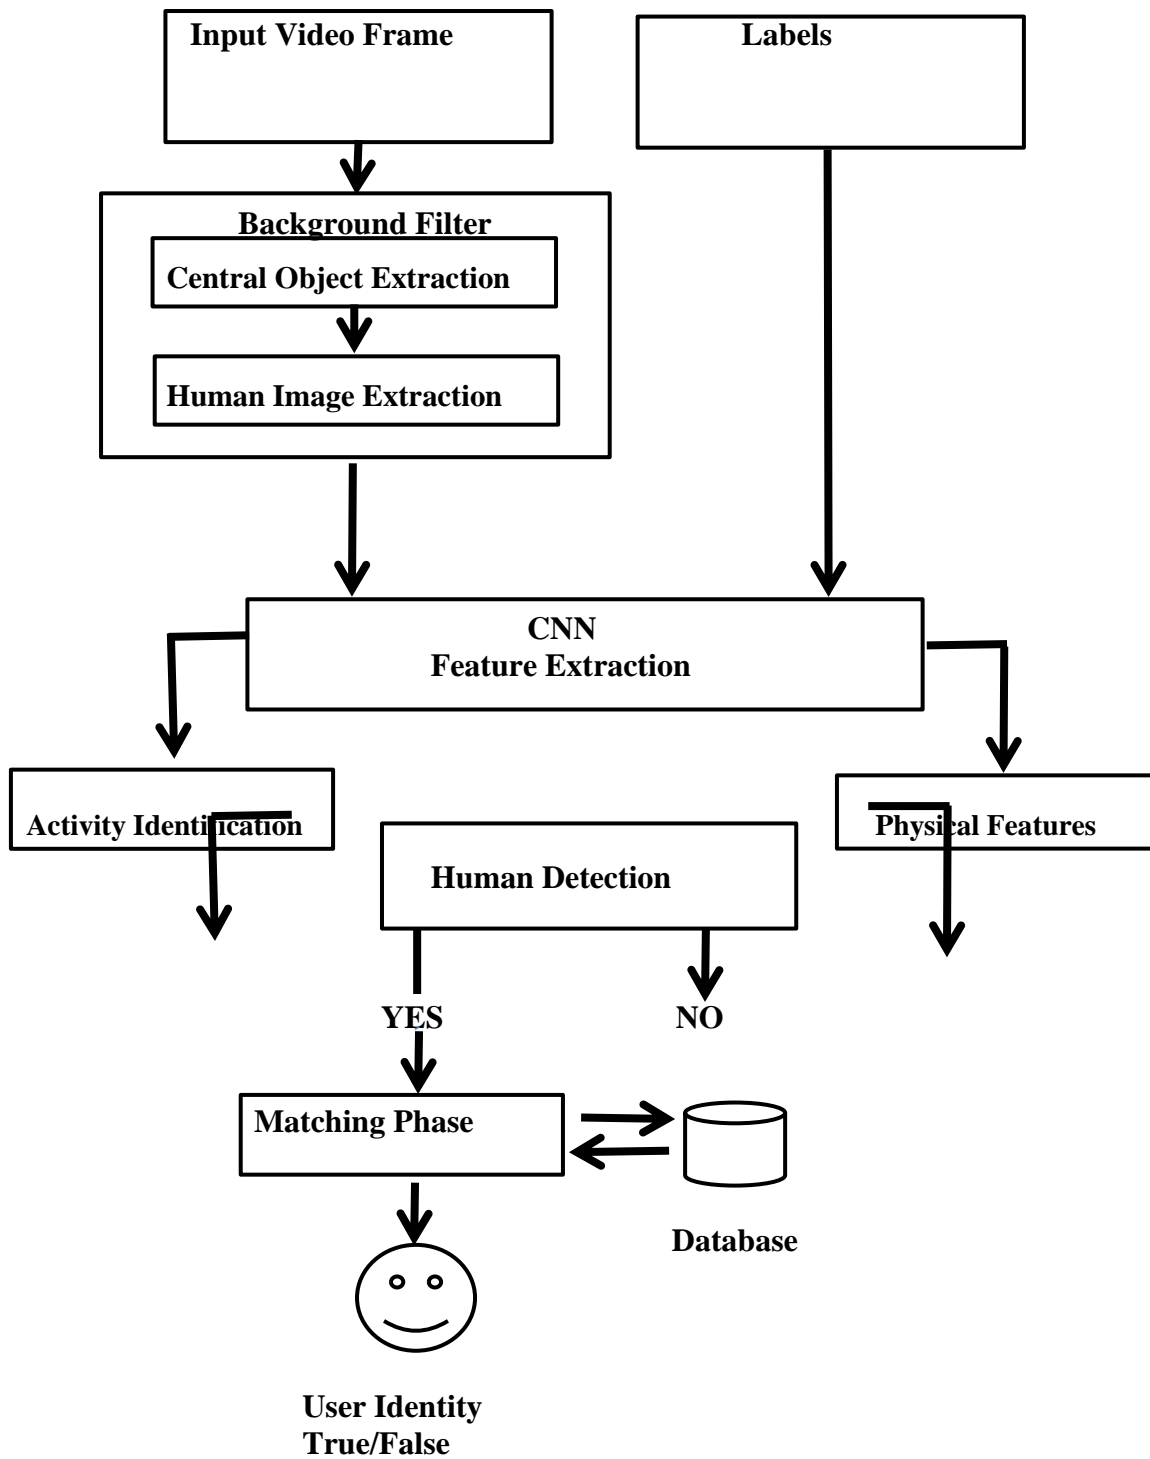 Input Video Frame
Labels
Background Filter
Central Object Extraction
Human Image Extraction
CNN
Feature Extraction
Activity Identification
Physical Features
Human Detection
YES
NO
Matching Phase
Database
User Identity
True/False